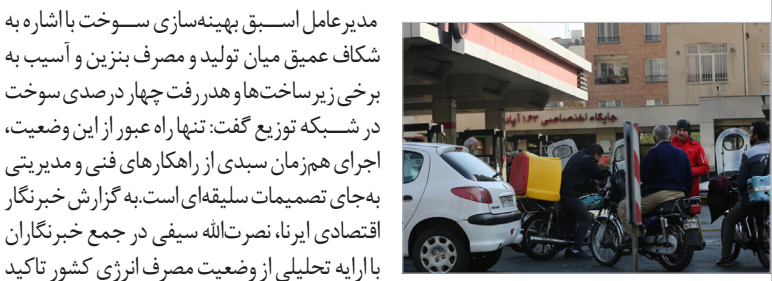 مدیرعامل اسبق بهینه‌سازی سوخت با اشاره به
شکاف عمیق میان تولید و مصرف بنزین و آسیب به
برخی زیرساخت‌ها و هدررفت چهار درصدی سوخت
در شبکه توزیع گفت: تنها راه عبور از این وضعیت،
اجرای هم‌زمان سبدی از راهکارهای فنی و مدیریتی
به‌جای تصمیمات سلیقه‌ای است.به گزارش خبرنگار
اقتصادی ایرنا، نصرت‌الله سیفی در جمع خبرنگاران
با ارایه تحلیلی از وضعیت مصرف انرژی کشور تاکید
جایگاه اختصاصی ۱۶۲